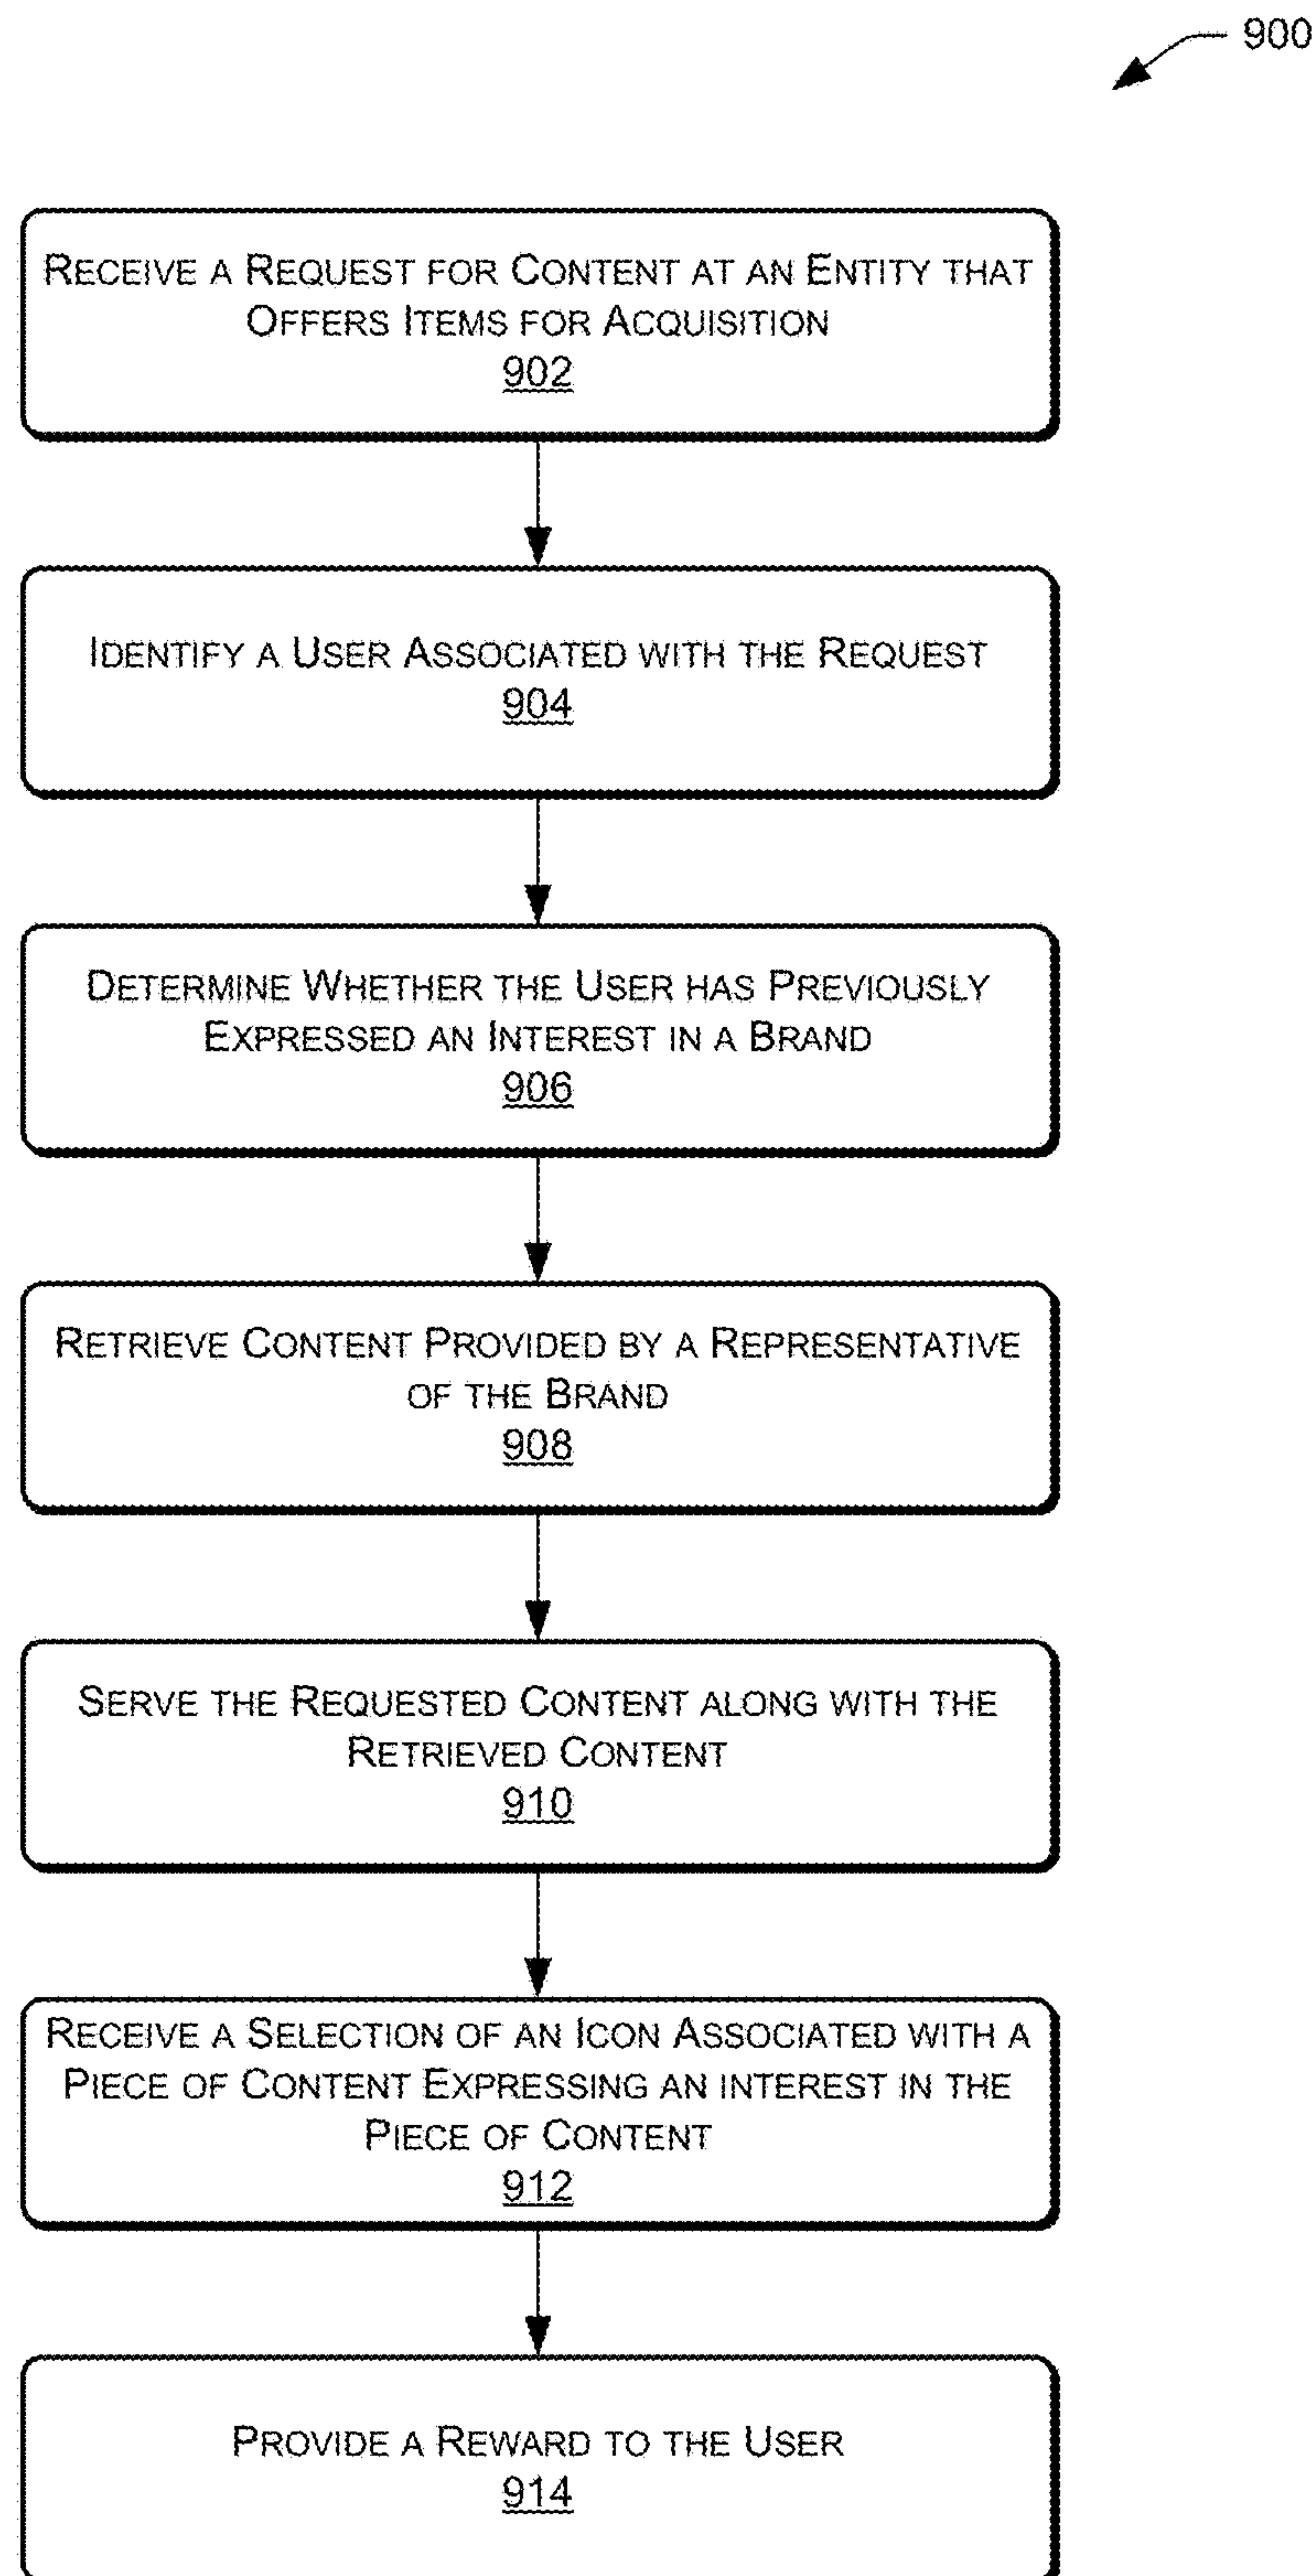 900
RECEIVE A REQUEST FOR CONTENT AT AN ENTITY THAT
OFFERS ITEMS FOR ACQUISITION
902
IDENTIFY A USER ASSOCIATED WITH THE REQUEST
904
DETERMINE WHETHER THE USER HAS PREVIOUSLY
EXPRESSED AN INTEREST IN A BRAND
906
RETRIEVE CONTENT PROVIDED BY A REPRESENTATIVE
OF THE BRAND
908
SERVE THE REQUESTED CONTENT ALONG WITH THE
RETRIEVED CONTENT
910
RECEIVE A SELECTION OF AN ICON ASSOCIATED WITH A
PIECE OF CONTENT EXPRESSING AN INTEREST IN THE
PIECE OF CONTENT
912
PROVIDE A REWARD TO THE USER
914